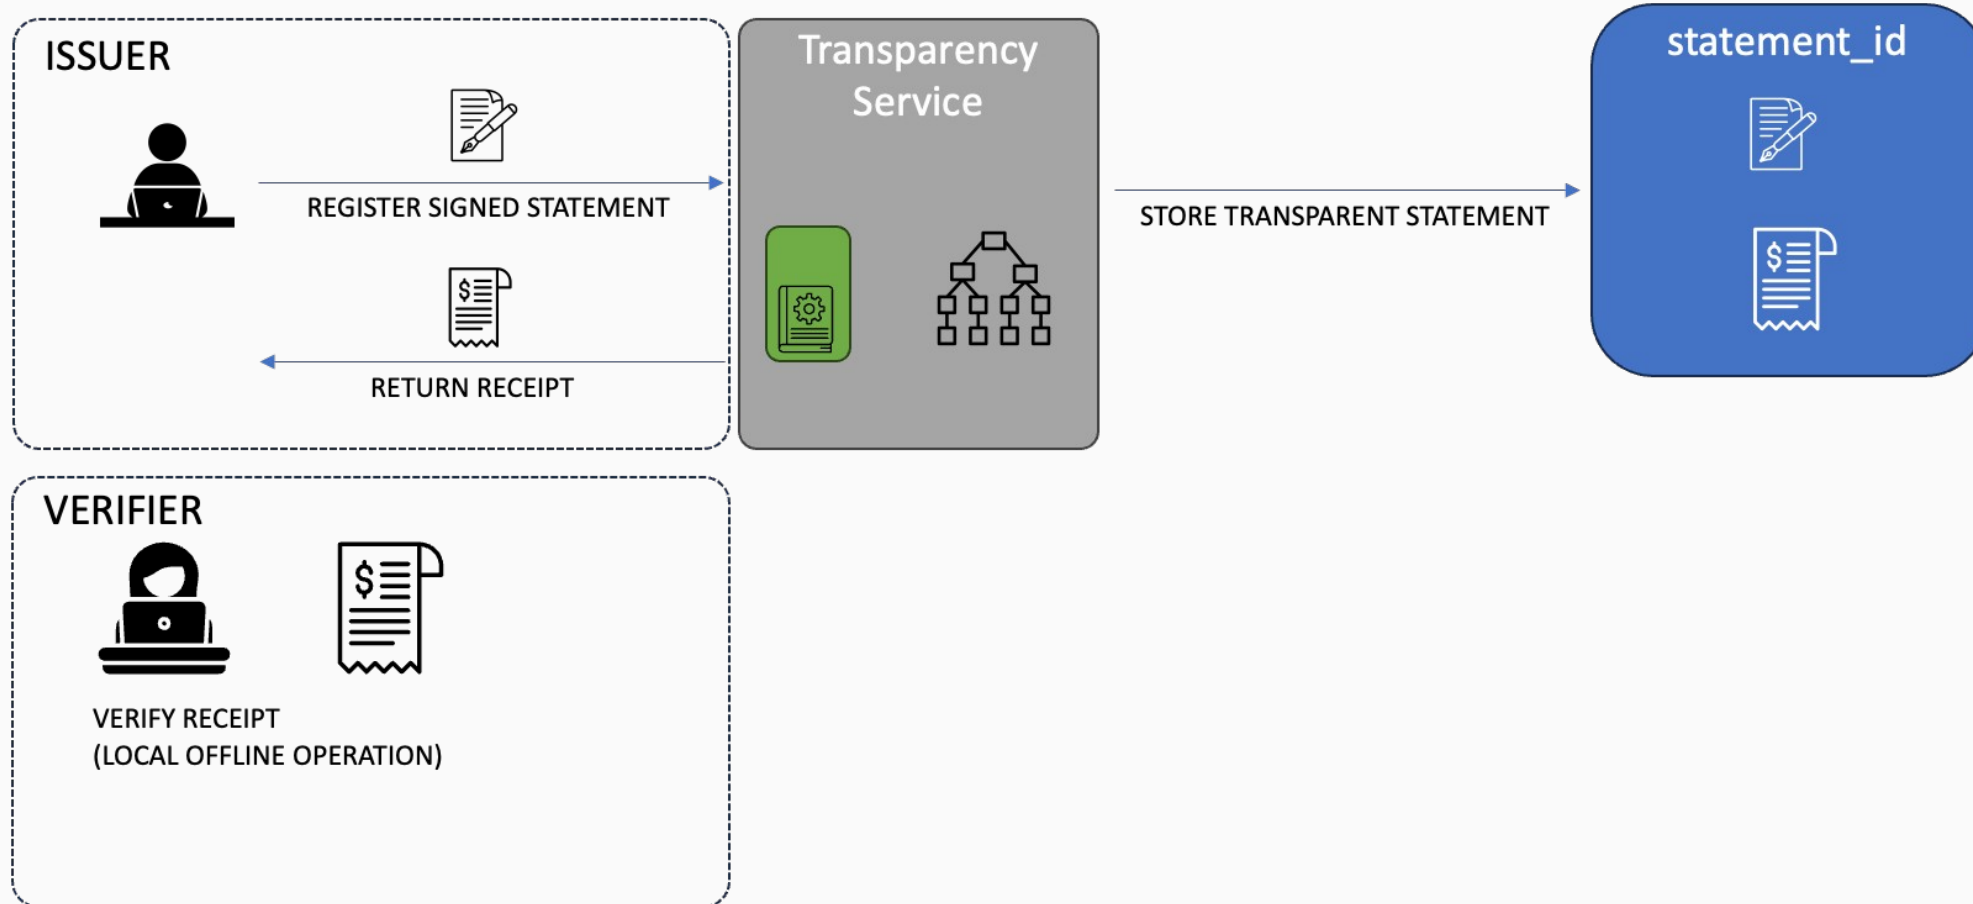 ISSUER
REGISTER SIGNED STATEMENT
RETURN RECEIPT
Transparency
Service
STORE TRANSPARENT STATEMENT
statement_id
$
$
VERIFIER
$
VERIFY RECEIPT
(LOCAL OFFLINE OPERATION)